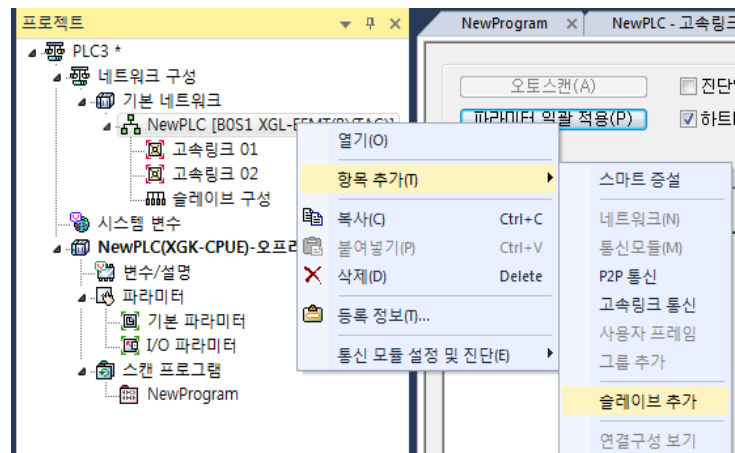 프로젝트
PLC3 *
네트워크 구성
기본 네트워크
NewPLC [B0S1 XGL-EFMT(B)(TAG)]
고속링크 01
고속링크 02
슬레이브 구성
시스템 변수
NewPLC(XGK-CPUE)-오프라
변수/설명
파라미터
기본 파라미터
I/O 파라미터
스캔 프로그램
NewProgram
NewProgram
NewPLC - 고속링크
오토스캔(A)
진단
파라미터 일괄 적용(P)
하트
열기(O)
항목 추가(T)
복사(C) Ctrl+C
붙여넣기(P) Ctrl+V
삭제(D) Delete
등록 정보(T)...
통신 모듈 설정 및 진단(E)
스마트 증설
네트워크(N)
통신모듈(M)
P2P 통신
고속링크 통신
사용자 프레임
그룹 추가
슬레이브 추가
연결구성 보기